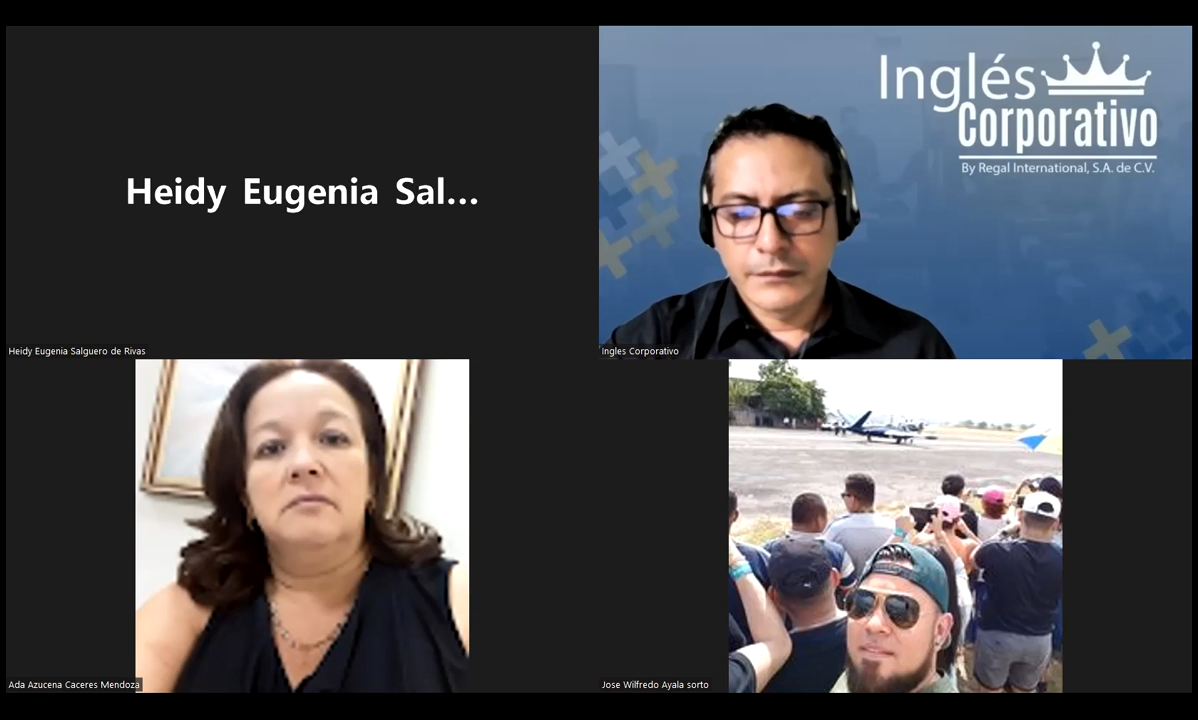 Heidy Eugenia Sal...
Inglés
Corporativo
By Regal International, S.A. de C.V.
Heidy Eugenia Salguero de Rivas
Ingles Corporativo
Ada Azucena Caceres Mendoza
Jose Wilfredo Ayala sorto